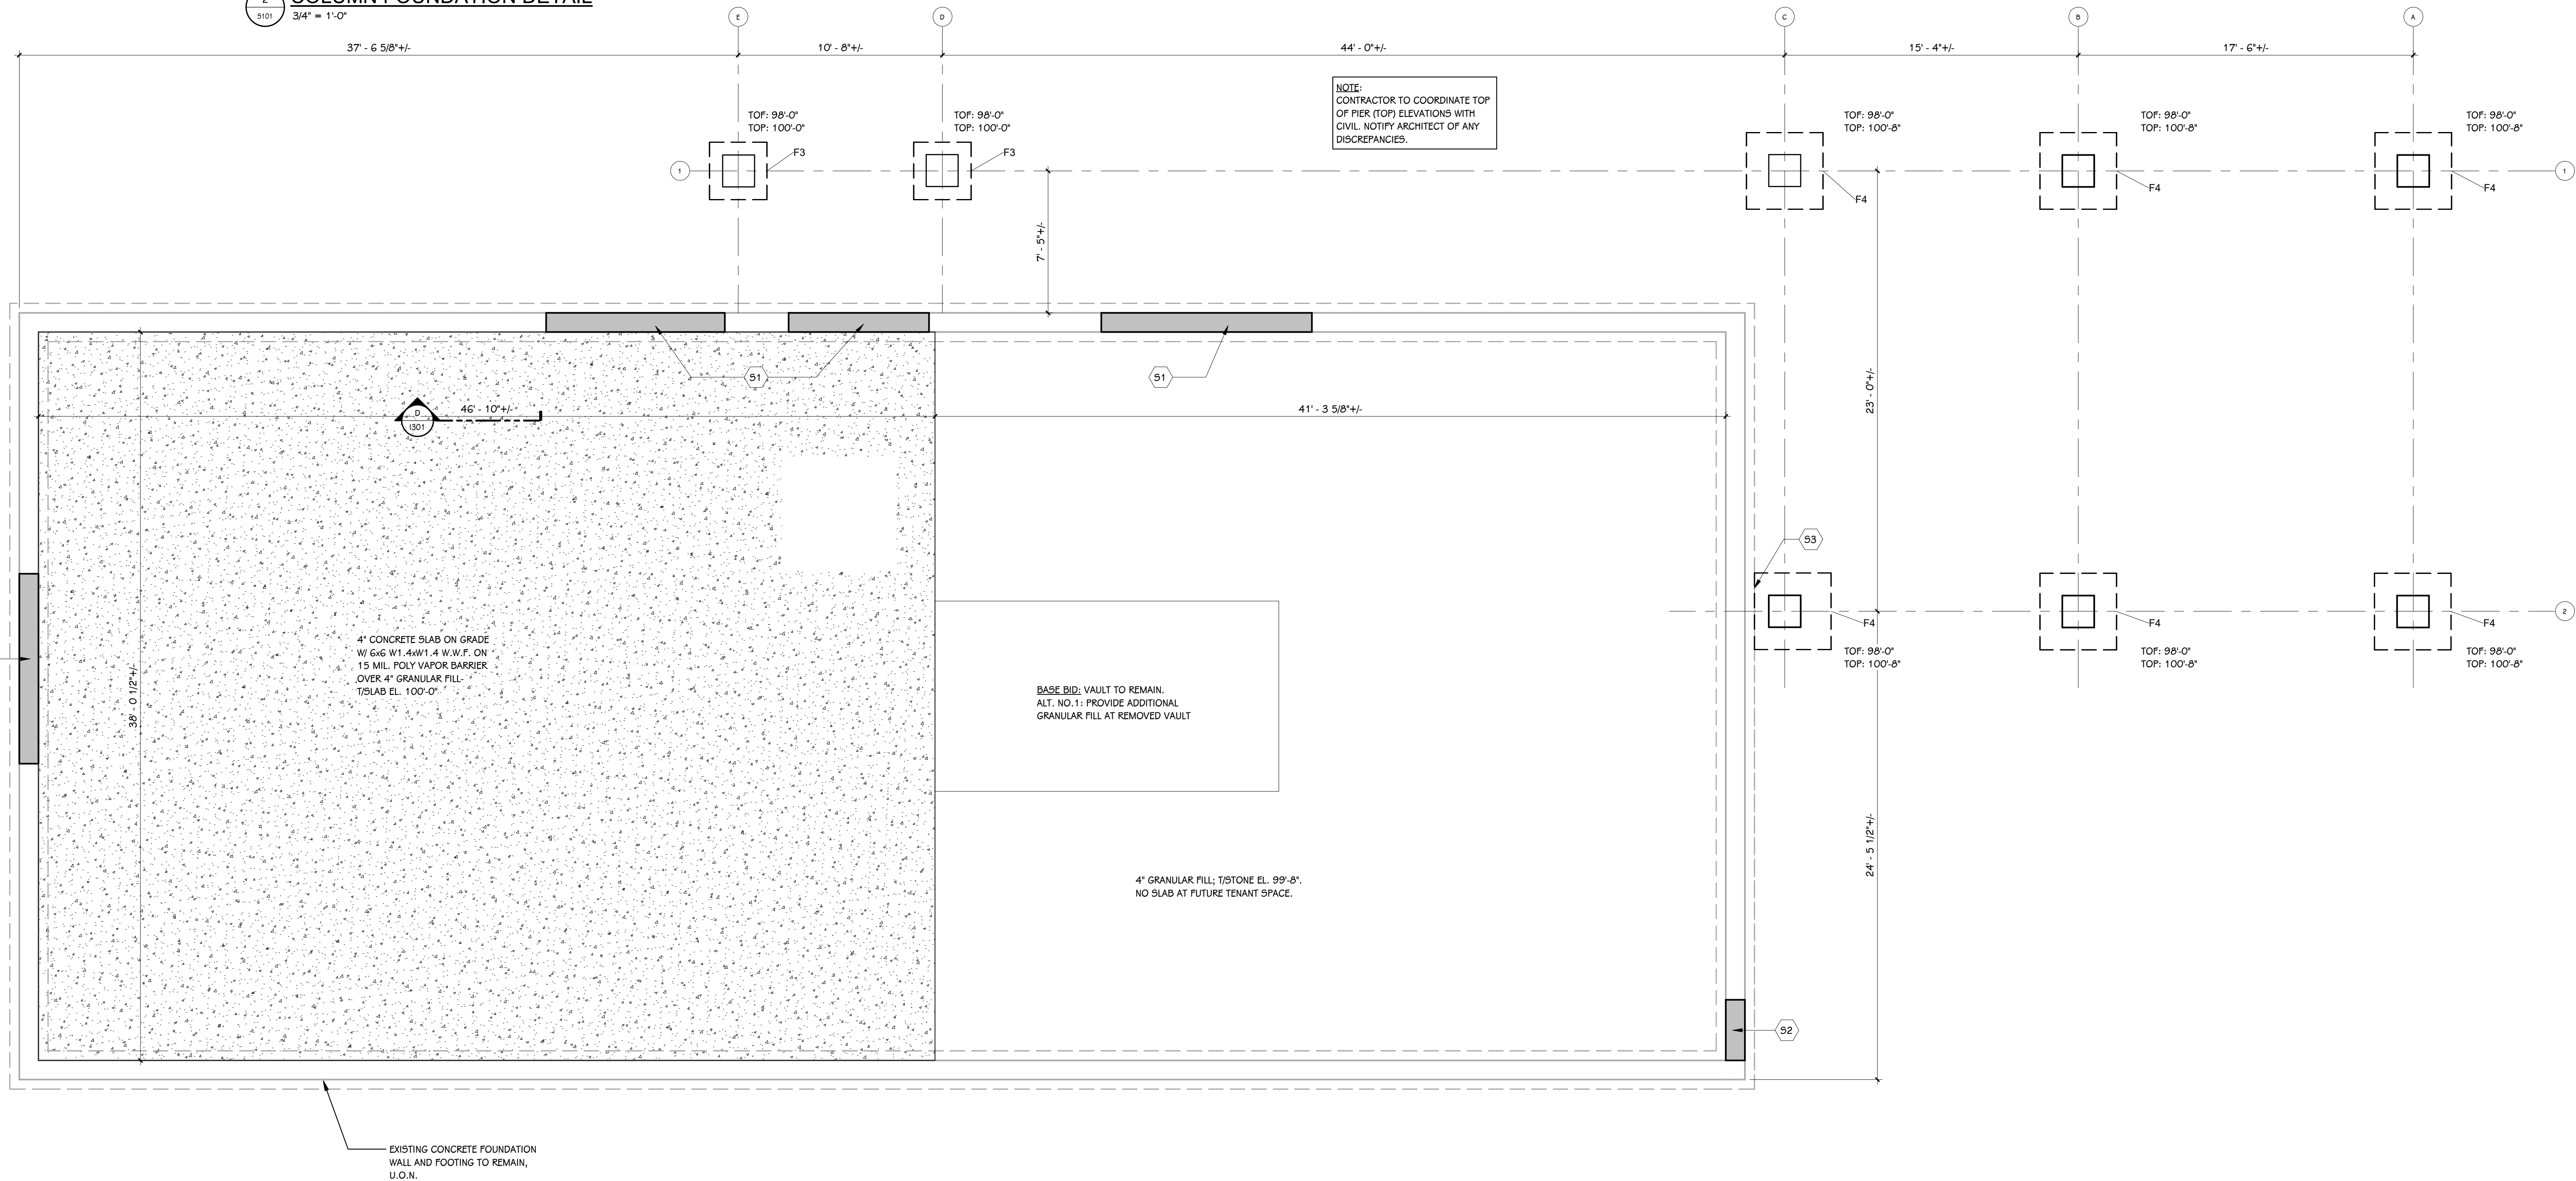 2
S101
COLUMN FOUNDATION DETAIL
3/4" = 1'-0"
E
D
C
B
A
37' - 6 5/8"+/-
10' - 8"+/-
44' - 0"+/-
15' - 4"+/-
17' - 6"+/-
NOTE:
CONTRACTOR TO COORDINATE TOP
OF PIER (TOP) ELEVATIONS WITH
CIVIL. NOTIFY ARCHITECT OF ANY
DISCREPANCIES.
TOF: 98'-0"
TOP: 100'-0"
TOF: 98'-0"
TOP: 100'-0"
TOF: 98'-0"
TOP: 100'-8"
TOF: 98'-0"
TOP: 100'-8"
TOF: 98'-0"
TOP: 100'-8"
F3
F3
1
1
F4
F4
F4
7' - 5"+/-
S1
S1
23' - 0"+/-
D
I301
46' - 10"+/-
41' - 3 5/8"+/-
S3
2
F4
F4
F4
TOF: 98'-0"
TOP: 100'-8"
TOF: 98'-0"
TOP: 100'-8"
TOF: 98'-0"
TOP: 100'-8"
4" CONCRETE SLAB ON GRADE
W/ 6x6 W1.4xW1.4 W.W.F. ON
15 MIL. POLY VAPOR BARRIER
OVER 4" GRANULAR FILL-
T/SLAB EL. 100'-0"
38' - 0 1/2"+/-
BASE BID: VAULT TO REMAIN.
ALT. NO.1: PROVIDE ADDITIONAL
GRANULAR FILL AT REMOVED VAULT
24' - 5 1/2"+/-
4" GRANULAR FILL; T/STONE EL. 99'-8".
NO SLAB AT FUTURE TENANT SPACE.
S2
EXISTING CONCRETE FOUNDATION
WALL AND FOOTING TO REMAIN,
U.O.N.